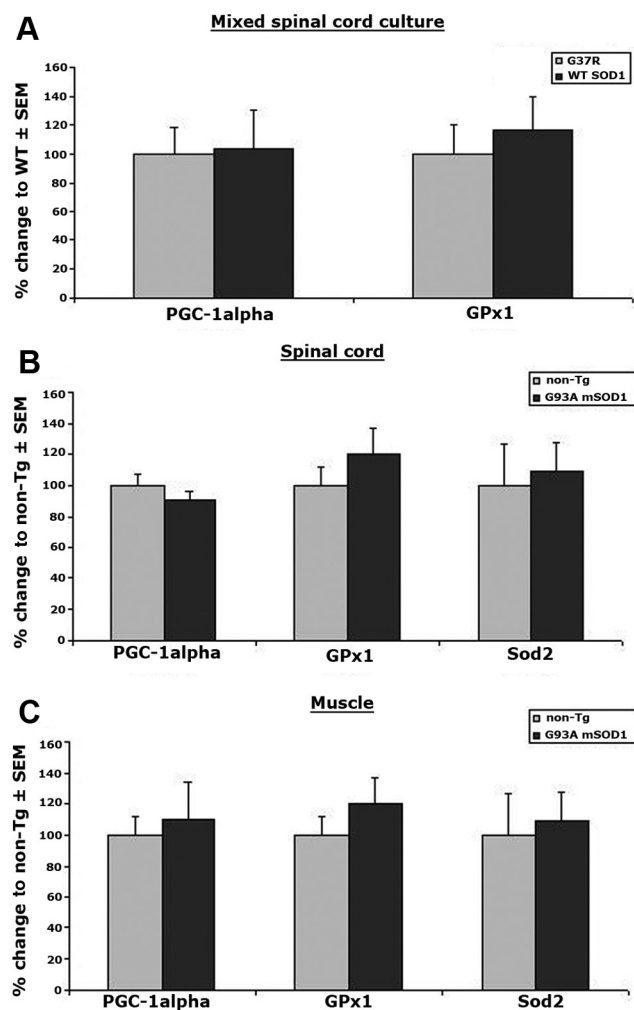 A
Mixed spinal cord culture
G37R
WT SOD1
% change to WT ± SEM
160
140
120
100
80
60
40
20
0
PGC-1alpha
GPx1
B
Spinal cord
non-Tg
G93A mSOD1
% change to non-Tg ± SEM
160
140
120
100
80
60
40
20
0
PGC-1alpha
GPx1
Sod2
C
Muscle
non-Tg
G93A mSOD1
% change to non-Tg ± SEM
160
140
120
100
80
60
40
20
0
PGC-1alpha
GPx1
Sod2